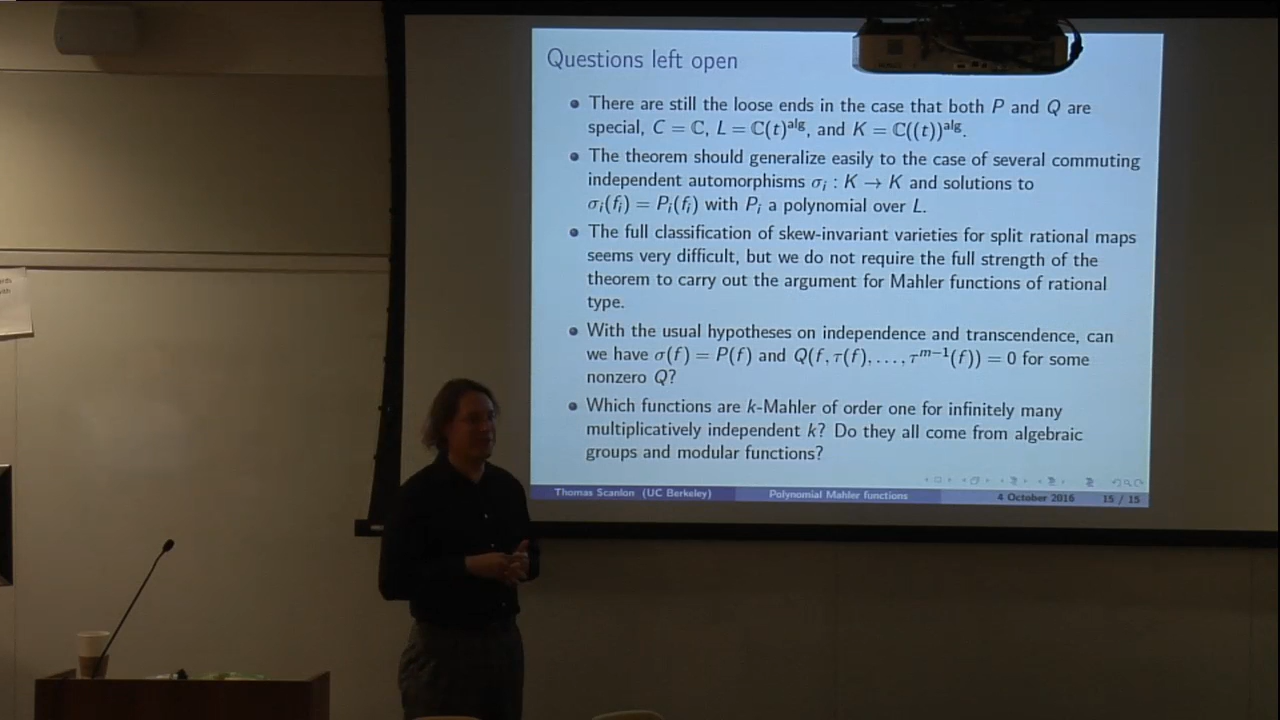 Questions left open
There are still the loose ends in the case that both P and Q are
special, C = ℂ, L = ℂ(t)^alg, and K = ℂ((t))^alg.
The theorem should generalize easily to the case of several commuting
independent automorphisms σᵢ : K → K and solutions to
σᵢ(fᵢ) = Pᵢ(fᵢ) with Pᵢ a polynomial over L.
The full classification of skew-invariant varieties for split rational maps
seems very difficult, but we do not require the full strength of the
theorem to carry out the argument for Mahler functions of rational
type.
With the usual hypotheses on independence and transcendence, can
we have σ(f) = P(f) and Q(f, τ(f), . . . , τ^{m−1}(f)) = 0 for some
nonzero Q?
Which functions are k-Mahler of order one for infinitely many
multiplicatively independent k? Do they all come from algebraic
groups and modular functions?
Thomas Scanlon (UC Berkeley) Polynomial Mahler functions 4 October 2016 15 / 15